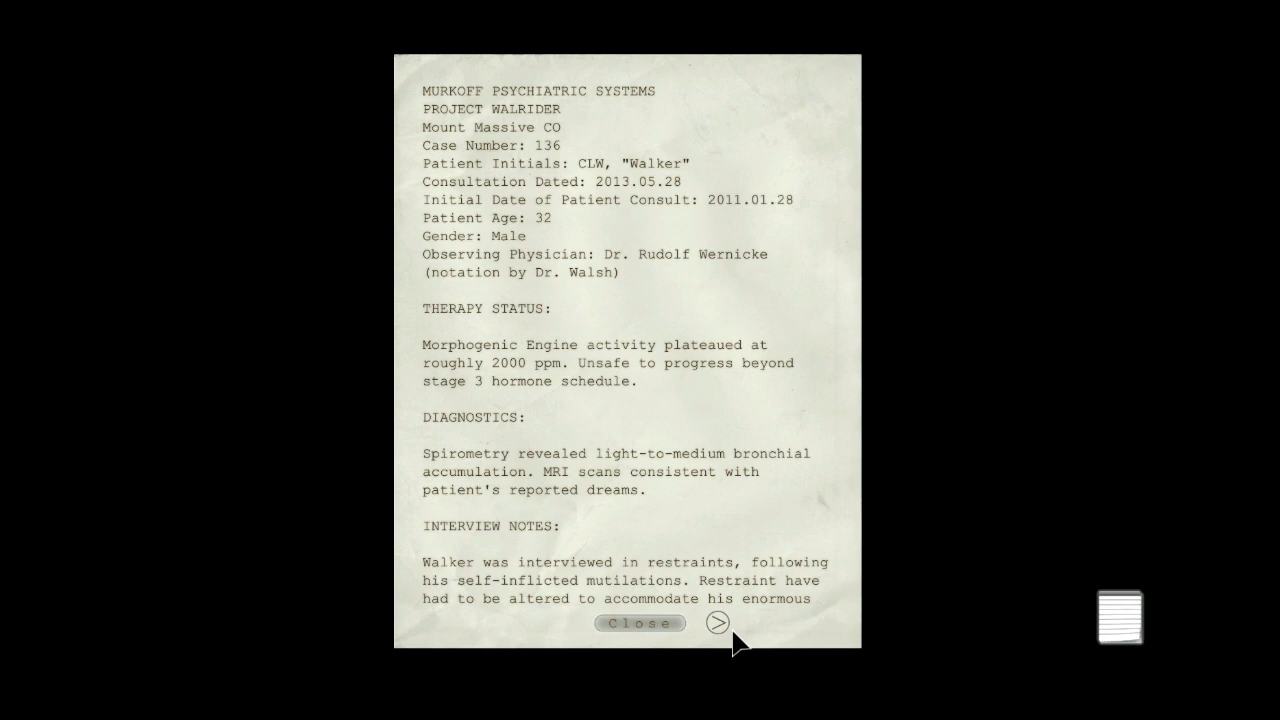 MURKOFF PSYCHIATRIC SYSTEMS
PROJECT WALRIDER
Mount Massive CO
Case Number: 136
Patient Initials: CLW, "Walker"
Consultation Dated: 2013.05.28
Initial Date of Patient Consult: 2011.01.28
Patient Age: 32
Gender: Male
Observing Physician: Dr. Rudolf Wernicke
(notation by Dr. Walsh)
THERAPY STATUS:
Morphogenic Engine activity plateaued at
roughly 2000 ppm. Unsafe to progress beyond
stage 3 hormone schedule.
DIAGNOSTICS:
Spirometry revealed light-to-medium bronchial
accumulation. MRI scans consistent with
patient's reported dreams.
INTERVIEW NOTES:
Walker was interviewed in restraints, following
his self-inflicted mutilations. Restraint have
had to be altered to accommodate his enormous
Close >